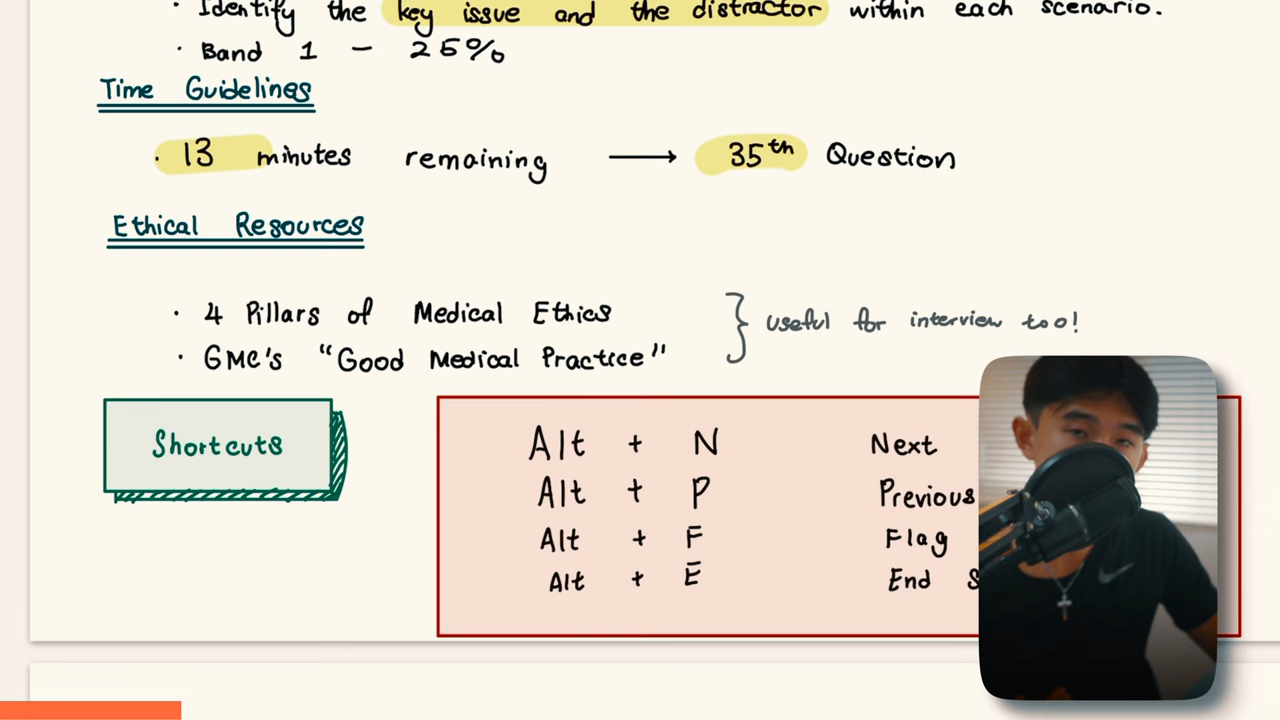 · Identify the key issue and the distractor within each scenario.
· Band 1 — 25%
Time Guidelines
· 13 minutes remaining ⟶ 35th Question
Ethical Resources
· 4 Pillars of Medical Ethics
· GMC's "Good Medical Practice"
} useful for interview too!
Shortcuts
Alt + N Next
Alt + P Previous
Alt + F Flag
Alt + E End